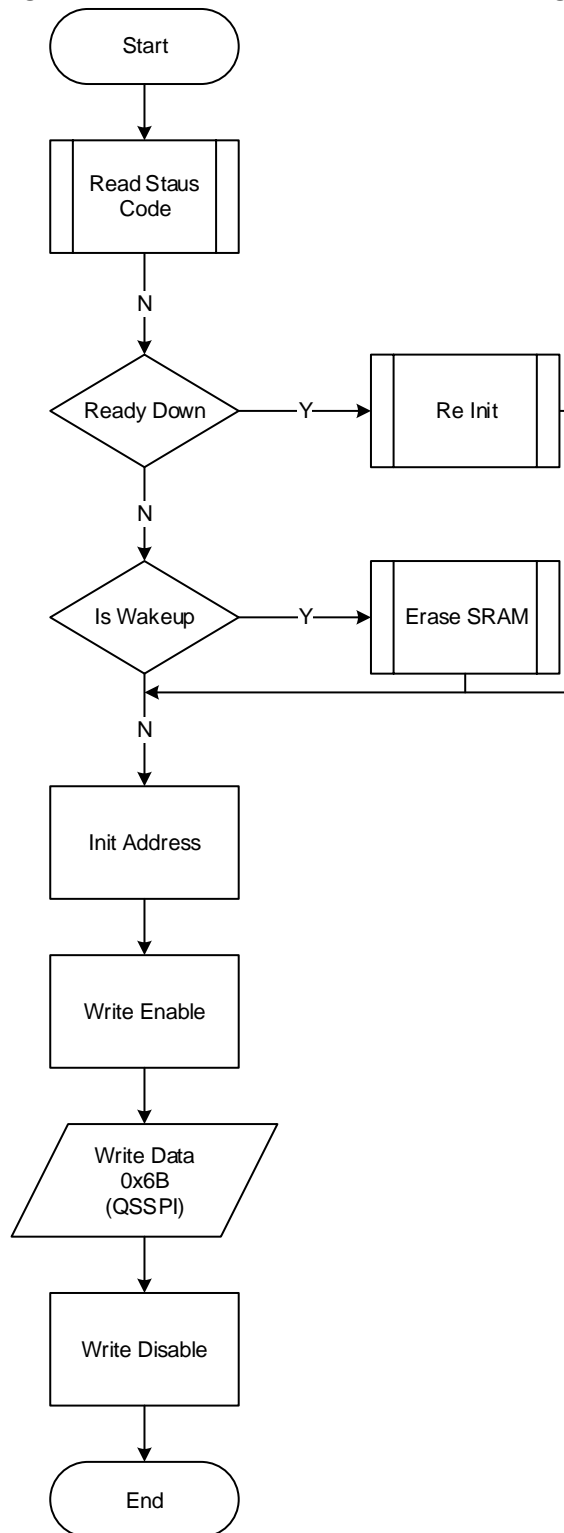 Start
Read Staus
Code
N
Ready Down
Y
Re Init
N
Is Wakeup
Y
Erase SRAM
N
Init Address
Write Enable
Write Data
0x6B
(QSSPI)
Write Disable
End